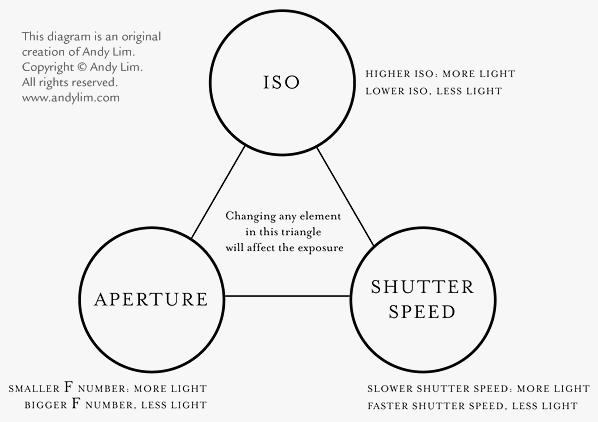 This diagram is an original
creation of Andy Lim.
Copyright © Andy Lim.
All rights reserved.
www.andylim.com
ISO
HIGHER ISO: MORE LIGHT
LOWER ISO, LESS LIGHT
Changing any element
in this triangle
will affect the exposure
APERTURE
SHUTTER
SPEED
SMALLER F NUMBER: MORE LIGHT
BIGGER F NUMBER, LESS LIGHT
SLOWER SHUTTER SPEED: MORE LIGHT
FASTER SHUTTER SPEED, LESS LIGHT